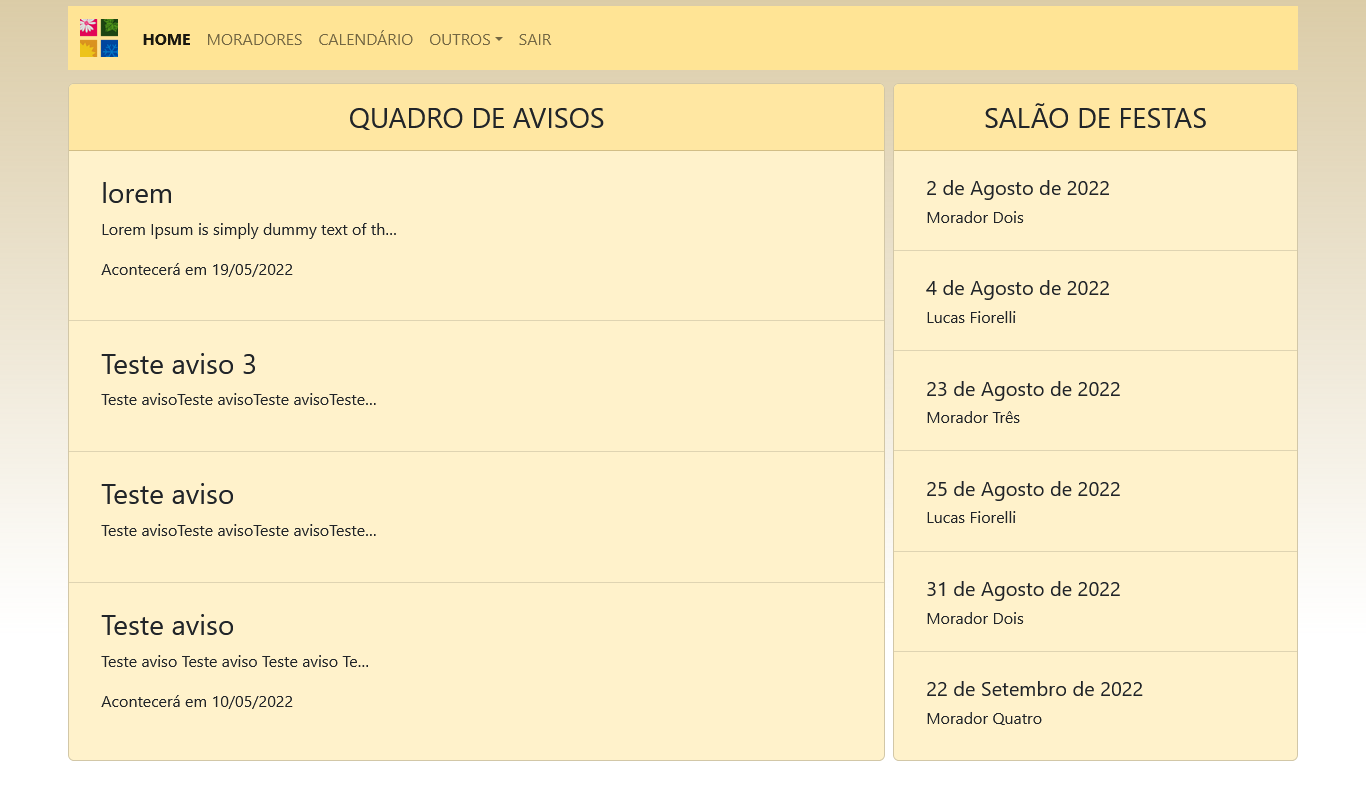 HOME MORADORES CALENDÁRIO OUTROS SAIR
QUADRO DE AVISOS
lorem
Lorem Ipsum is simply dummy text of th...
Acontecerá em 19/05/2022
Teste aviso 3
Teste avisoTeste avisoTeste avisoTeste...
Teste aviso
Teste avisoTeste avisoTeste avisoTeste...
Teste aviso
Teste aviso Teste aviso Teste aviso Te...
Acontecerá em 10/05/2022
SALÃO DE FESTAS
2 de Agosto de 2022
Morador Dois
4 de Agosto de 2022
Lucas Fiorelli
23 de Agosto de 2022
Morador Três
25 de Agosto de 2022
Lucas Fiorelli
31 de Agosto de 2022
Morador Dois
22 de Setembro de 2022
Morador Quatro